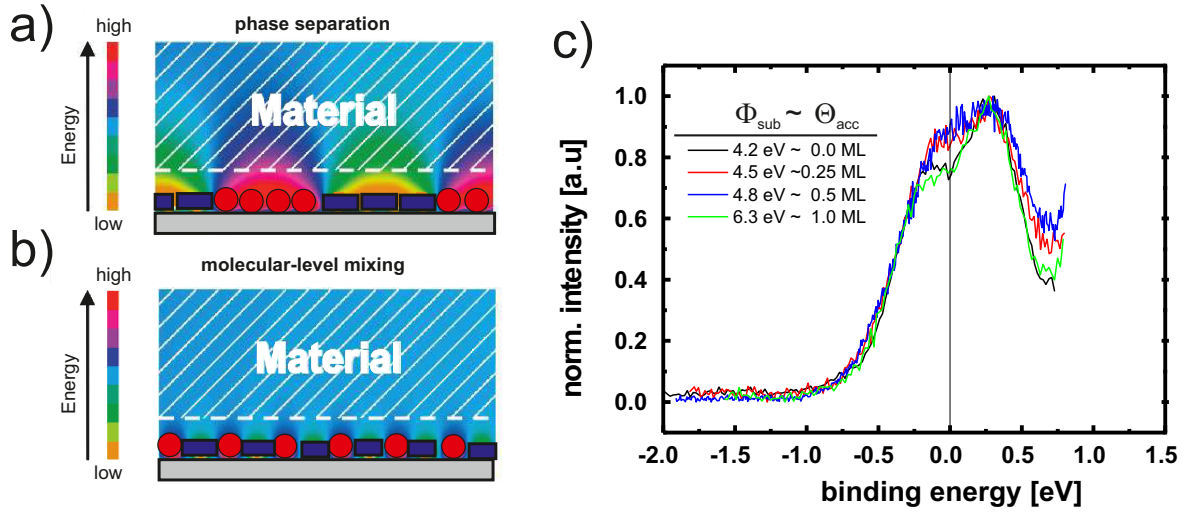 a)
phase separation
high
Energy
low
Material
b)
molecular-level mixing
high
Energy
low
Material
c)
norm. intensity [a.u]
1.0
0.8
0.6
0.4
0.2
0.0
Φsub ~ Θacc
4.2 eV ~ 0.0 ML
4.5 eV ~0.25 ML
4.8 eV ~ 0.5 ML
6.3 eV ~ 1.0 ML
-2.0 -1.5 -1.0 -0.5 0.0 0.5 1.0 1.5
binding energy [eV]